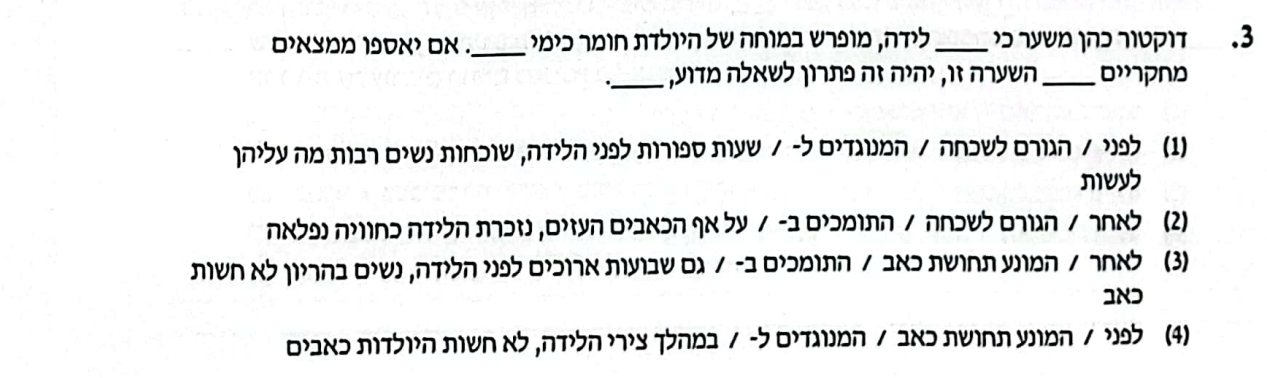 3. דוקטור כהן משער כי ____ לידה, מופרש במוחה של היולדת חומר כימי ____. אם יאספו ממצאים
מחקריים ____ השערה זו, יהיה זה פתרון לשאלה מדוע, ____.
(1) לפני / הגורם לשכחה / המנוגדים ל- / שעות ספורות לפני הלידה, שוכחות נשים רבות מה עליהן
לעשות
(2) לאחר / הגורם לשכחה / התומכים ב- / על אף הכאבים העזים, נזכרת הלידה כחוויה נפלאה
(3) לאחר / המונע תחושת כאב / התומכים ב- / גם שבועות ארוכים לפני הלידה, נשים בהריון לא חשות
כאב
(4) לפני / המונע תחושת כאב / המנוגדים ל- / במהלך צירי הלידה, לא חשות היולדות כאבים